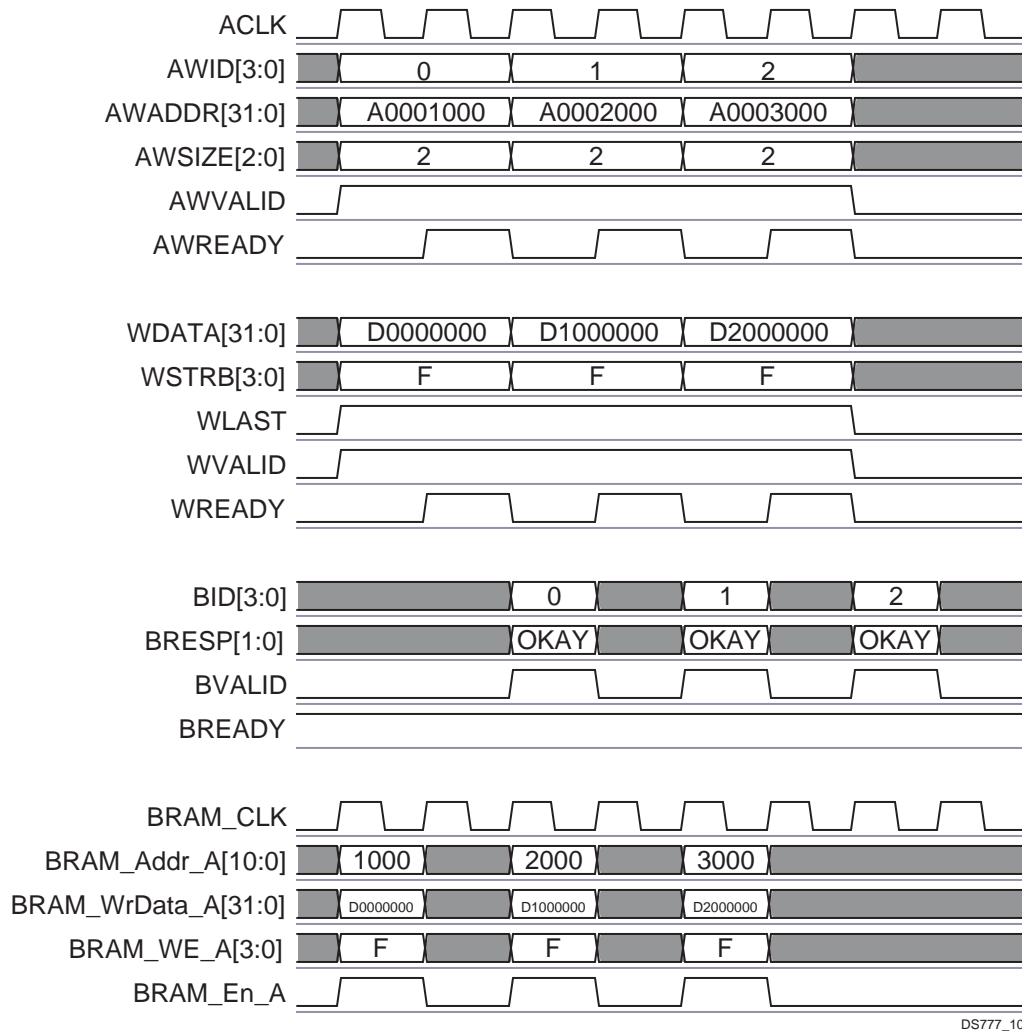 ACLK
AWID[3:0] 0 1 2
AWADDR[31:0] A0001000 A0002000 A0003000
AWSIZE[2:0] 2 2 2
AWVALID
AWREADY
WDATA[31:0] D0000000 D1000000 D2000000
WSTRB[3:0] F F F
WLAST
WVALID
WREADY
BID[3:0] 0 1 2
BRESP[1:0] OKAY OKAY OKAY
BVALID
BREADY
BRAM_CLK
BRAM_Addr_A[10:0] 1000 2000 3000
BRAM_WrData_A[31:0] D0000000 D1000000 D2000000
BRAM_WE_A[3:0] F F F
BRAM_En_A
DS777_10